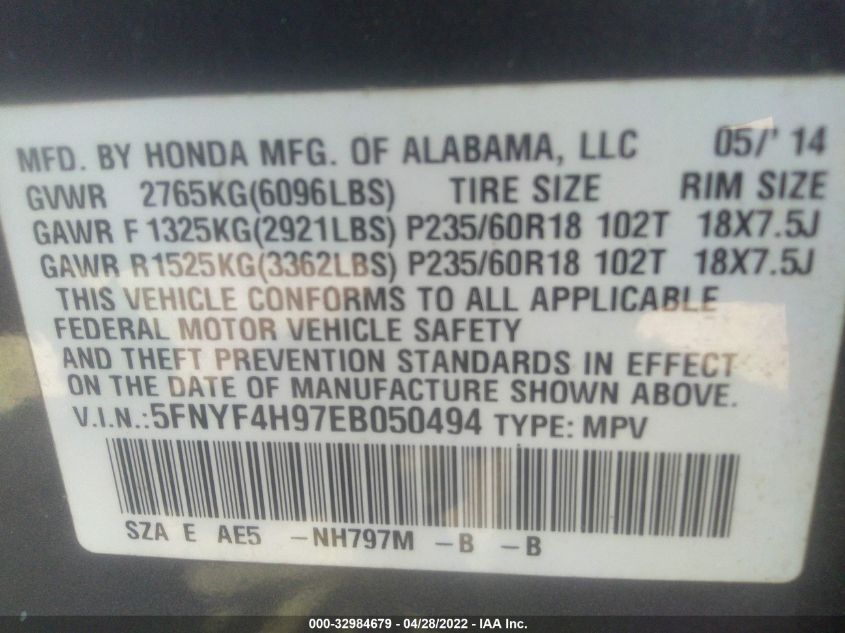 MFD. BY HONDA MFG. OF ALABAMA, LLC 05/' 14
GVWR 2765KG(6096LBS) TIRE SIZE RIM SIZE
GAWR F 1325KG(2921LBS) P235/60R18 102T 18X7.5J
GAWR R1525KG(3362LBS) P235/60R18 102T 18X7.5J
THIS VEHICLE CONFORMS TO ALL APPLICABLE
FEDERAL MOTOR VEHICLE SAFETY
AND THEFT PREVENTION STANDARDS IN EFFECT
ON THE DATE OF MANUFACTURE SHOWN ABOVE.
V.I.N.:5FNYF4H97EB050494 TYPE: MPV
SZA E AE5 -NH797M -B -B
000-32984679 - 04/28/2022 - IAA Inc.